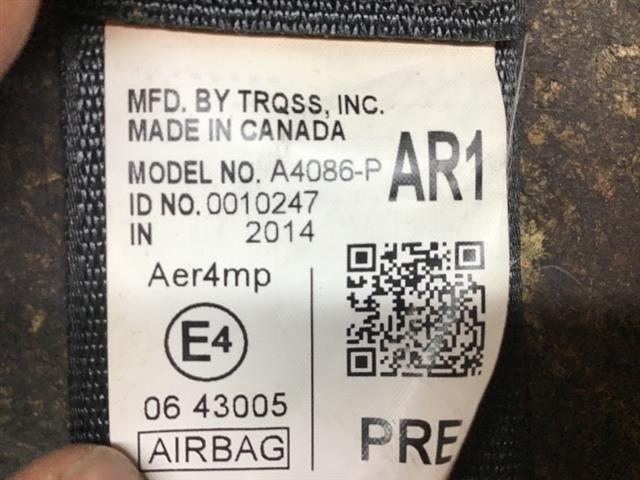 MFD. BY TRQSS, INC.
MADE IN CANADA
MODEL NO. A4086-P
AR1
ID NO. 0010247
IN 2014
Aer4mp
E4
06 43005
AIRBAG
PRE